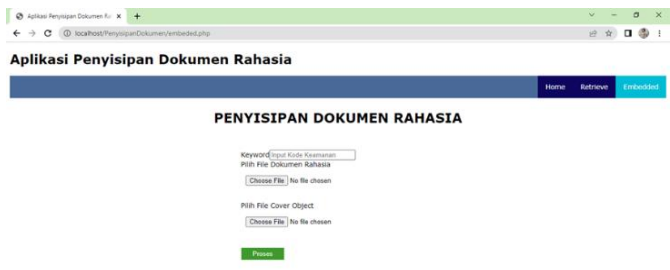 Aplikasi Penyisipan Dokumen Ra
localhost/PenyisipanDokumen/embeded.php
Aplikasi Penyisipan Dokumen Rahasia
Home Retrieve Embedded
PENYISIPAN DOKUMEN RAHASIA
Keyword Input Kode Keamanan
Pilih File Dokumen Rahasia
Choose File No file chosen
Pilih File Cover Object
Choose File No file chosen
Proses